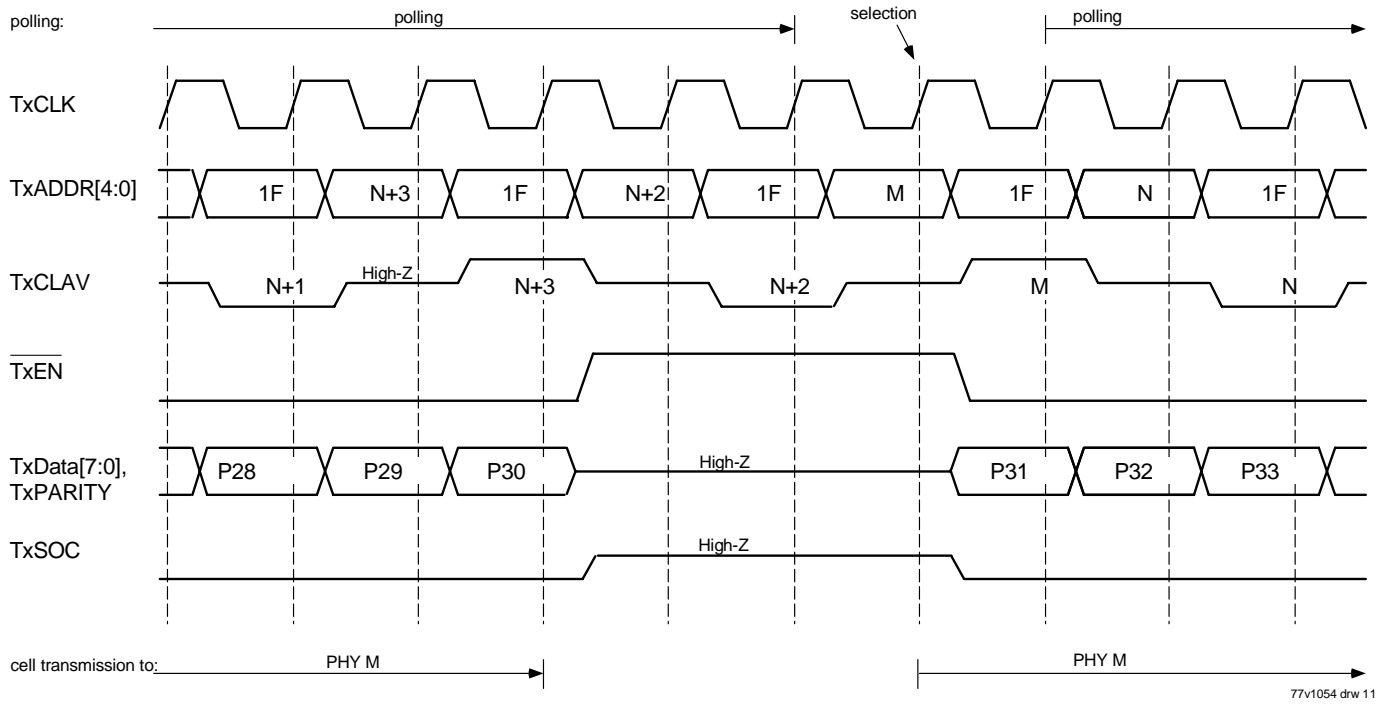 polling: polling selection polling
TxCLK
TxADDR[4:0] 1F N+3 1F N+2 1F M 1F N 1F
TxCLAV N+1 High-Z N+3 N+2 M N
TxEN
TxData[7:0], P28 P29 P30 High-Z P31 P32 P33
TxPARITY
TxSOC High-Z
cell transmission to: PHY M PHY M
77v1054 drw 11